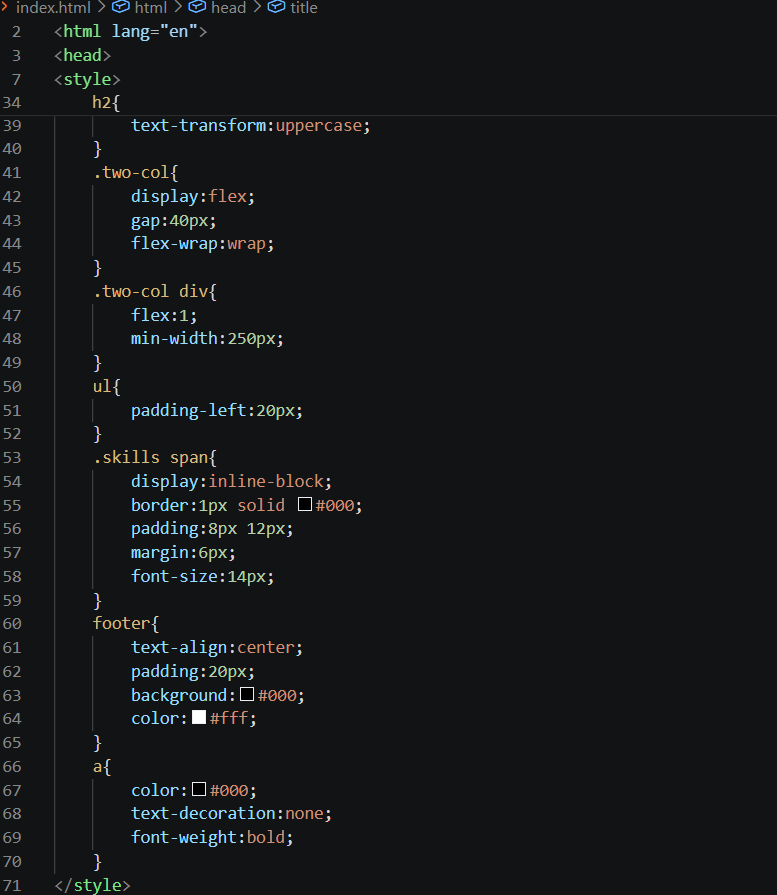 index.html > html > head > title
2 <html lang="en">
3 <head>
7 <style>
34 h2{
39 text-transform:uppercase;
40 }
41 .two-col{
42 display:flex;
43 gap:40px;
44 flex-wrap:wrap;
45 }
46 .two-col div{
47 flex:1;
48 min-width:250px;
49 }
50 ul{
51 padding-left:20px;
52 }
53 .skills span{
54 display:inline-block;
55 border:1px solid #000;
56 padding:8px 12px;
57 margin:6px;
58 font-size:14px;
59 }
60 footer{
61 text-align:center;
62 padding:20px;
63 background:#000;
64 color:#fff;
65 }
66 a{
67 color:#000;
68 text-decoration:none;
69 font-weight:bold;
70 }
71 </style>